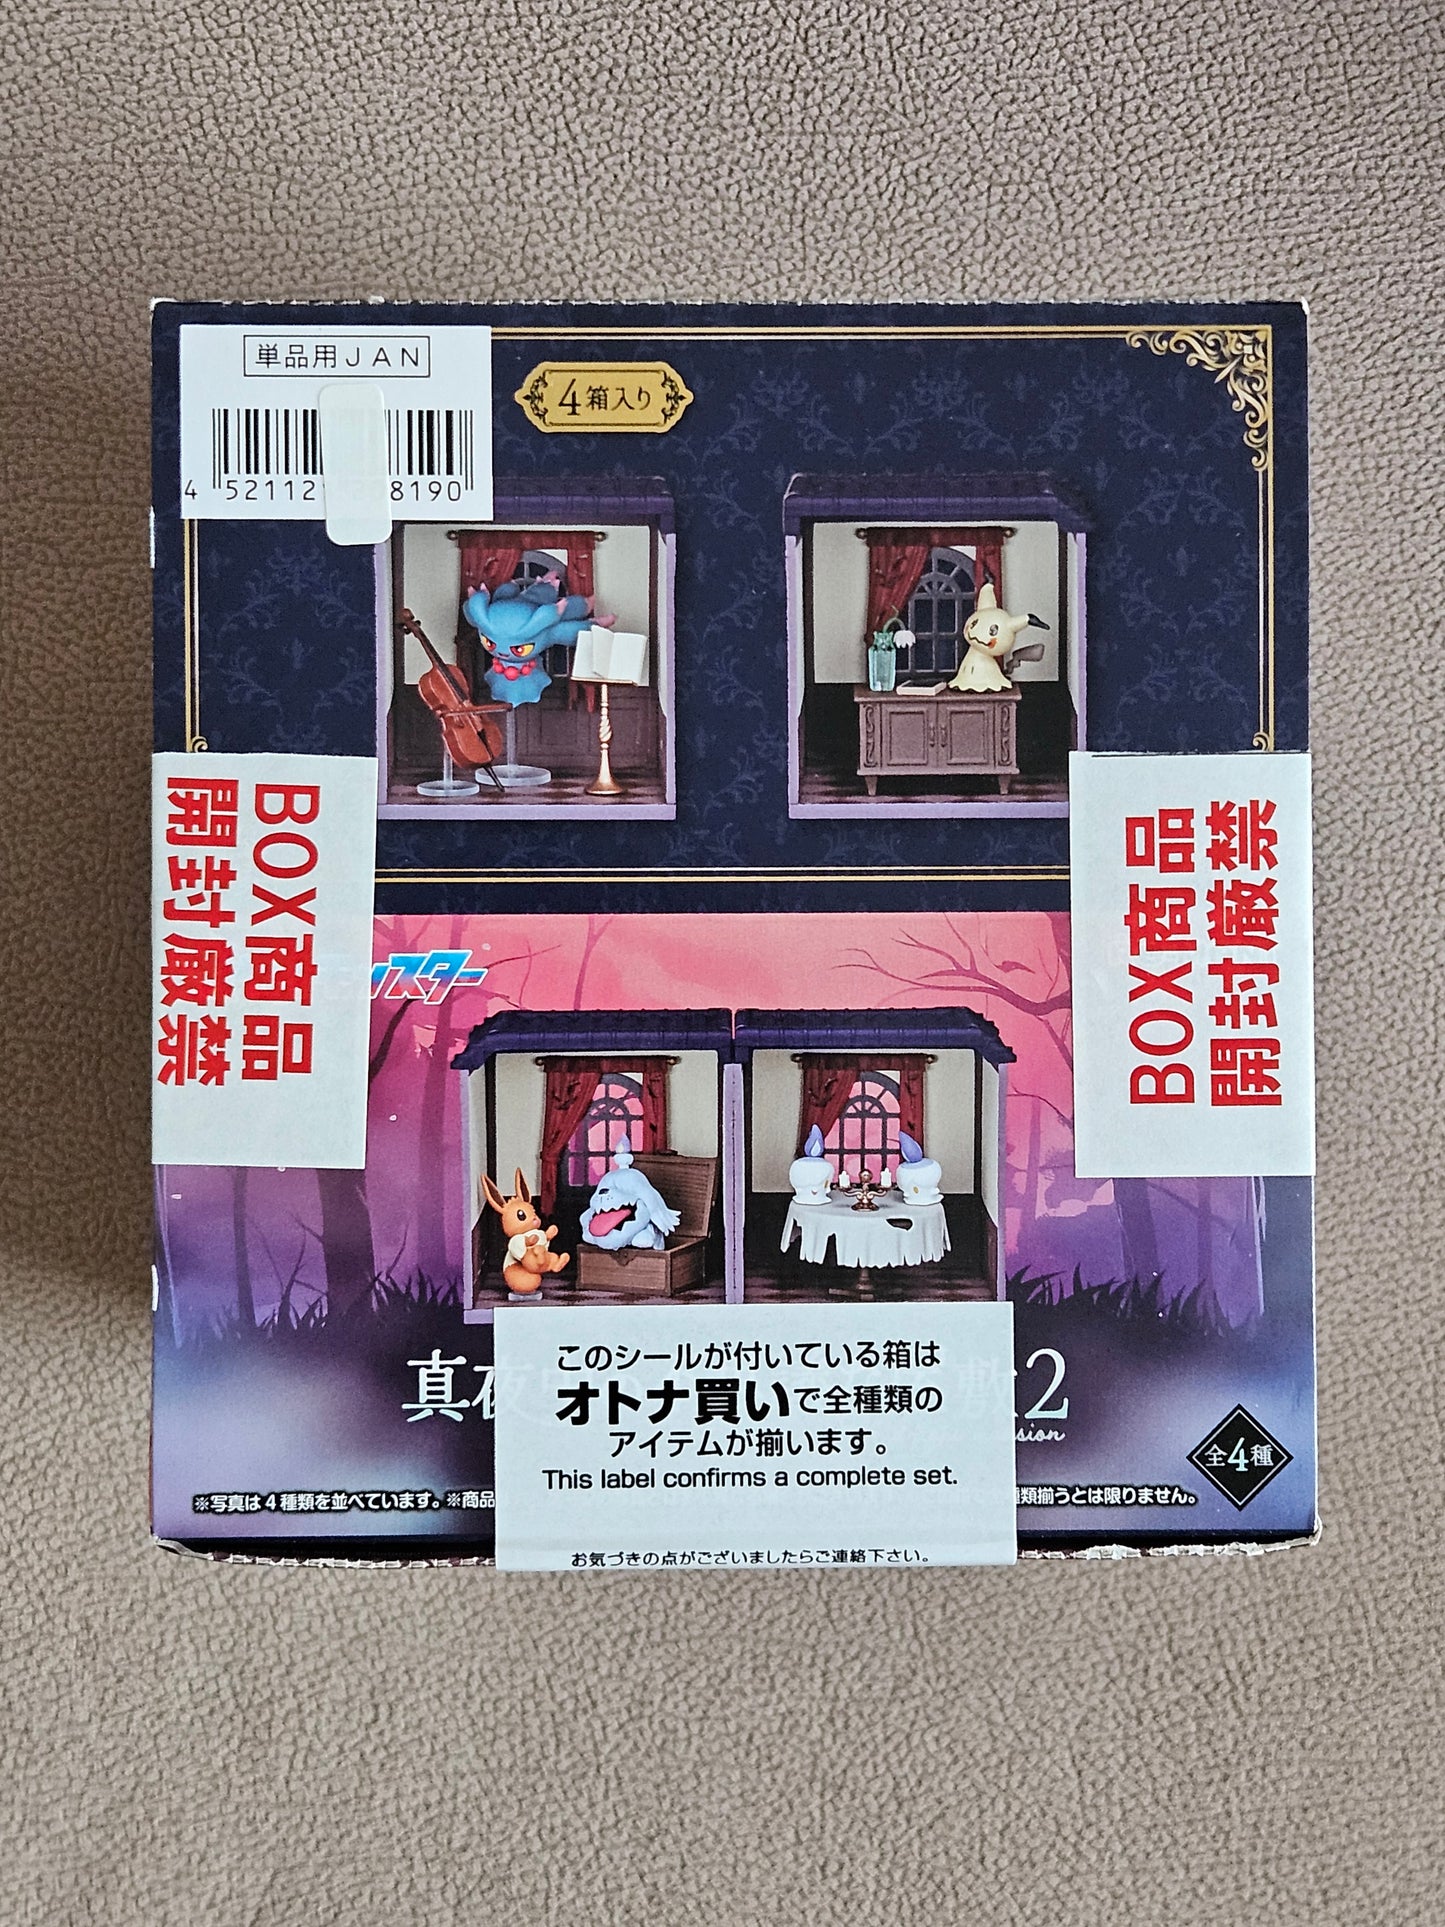 単品用JAN
4箱入り
4 521121 8190
BOX商品
開封厳禁
BOX商品
開封厳禁
スター
真夜
2
sion
このシールが付いている箱は
オトナ買いで全種類の
アイテムが揃います。
This label confirms a complete set.
お気づきの点がございましたらご連絡下さい。
全4種
※写真は4種類を並べています。※商品
種類揃うとは限りません。